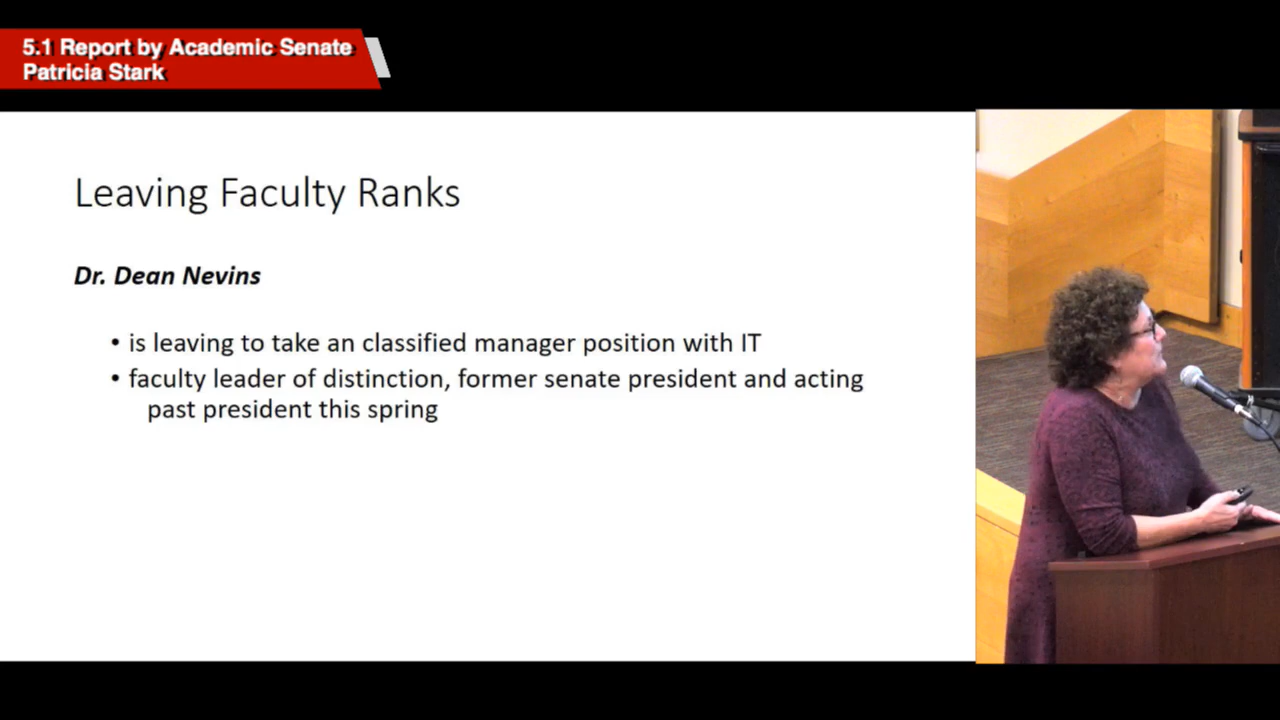 5.1 Report by Academic Senate
Patricia Stark
Leaving Faculty Ranks
Dr. Dean Nevins
• is leaving to take an classified manager position with IT
• faculty leader of distinction, former senate president and acting
past president this spring